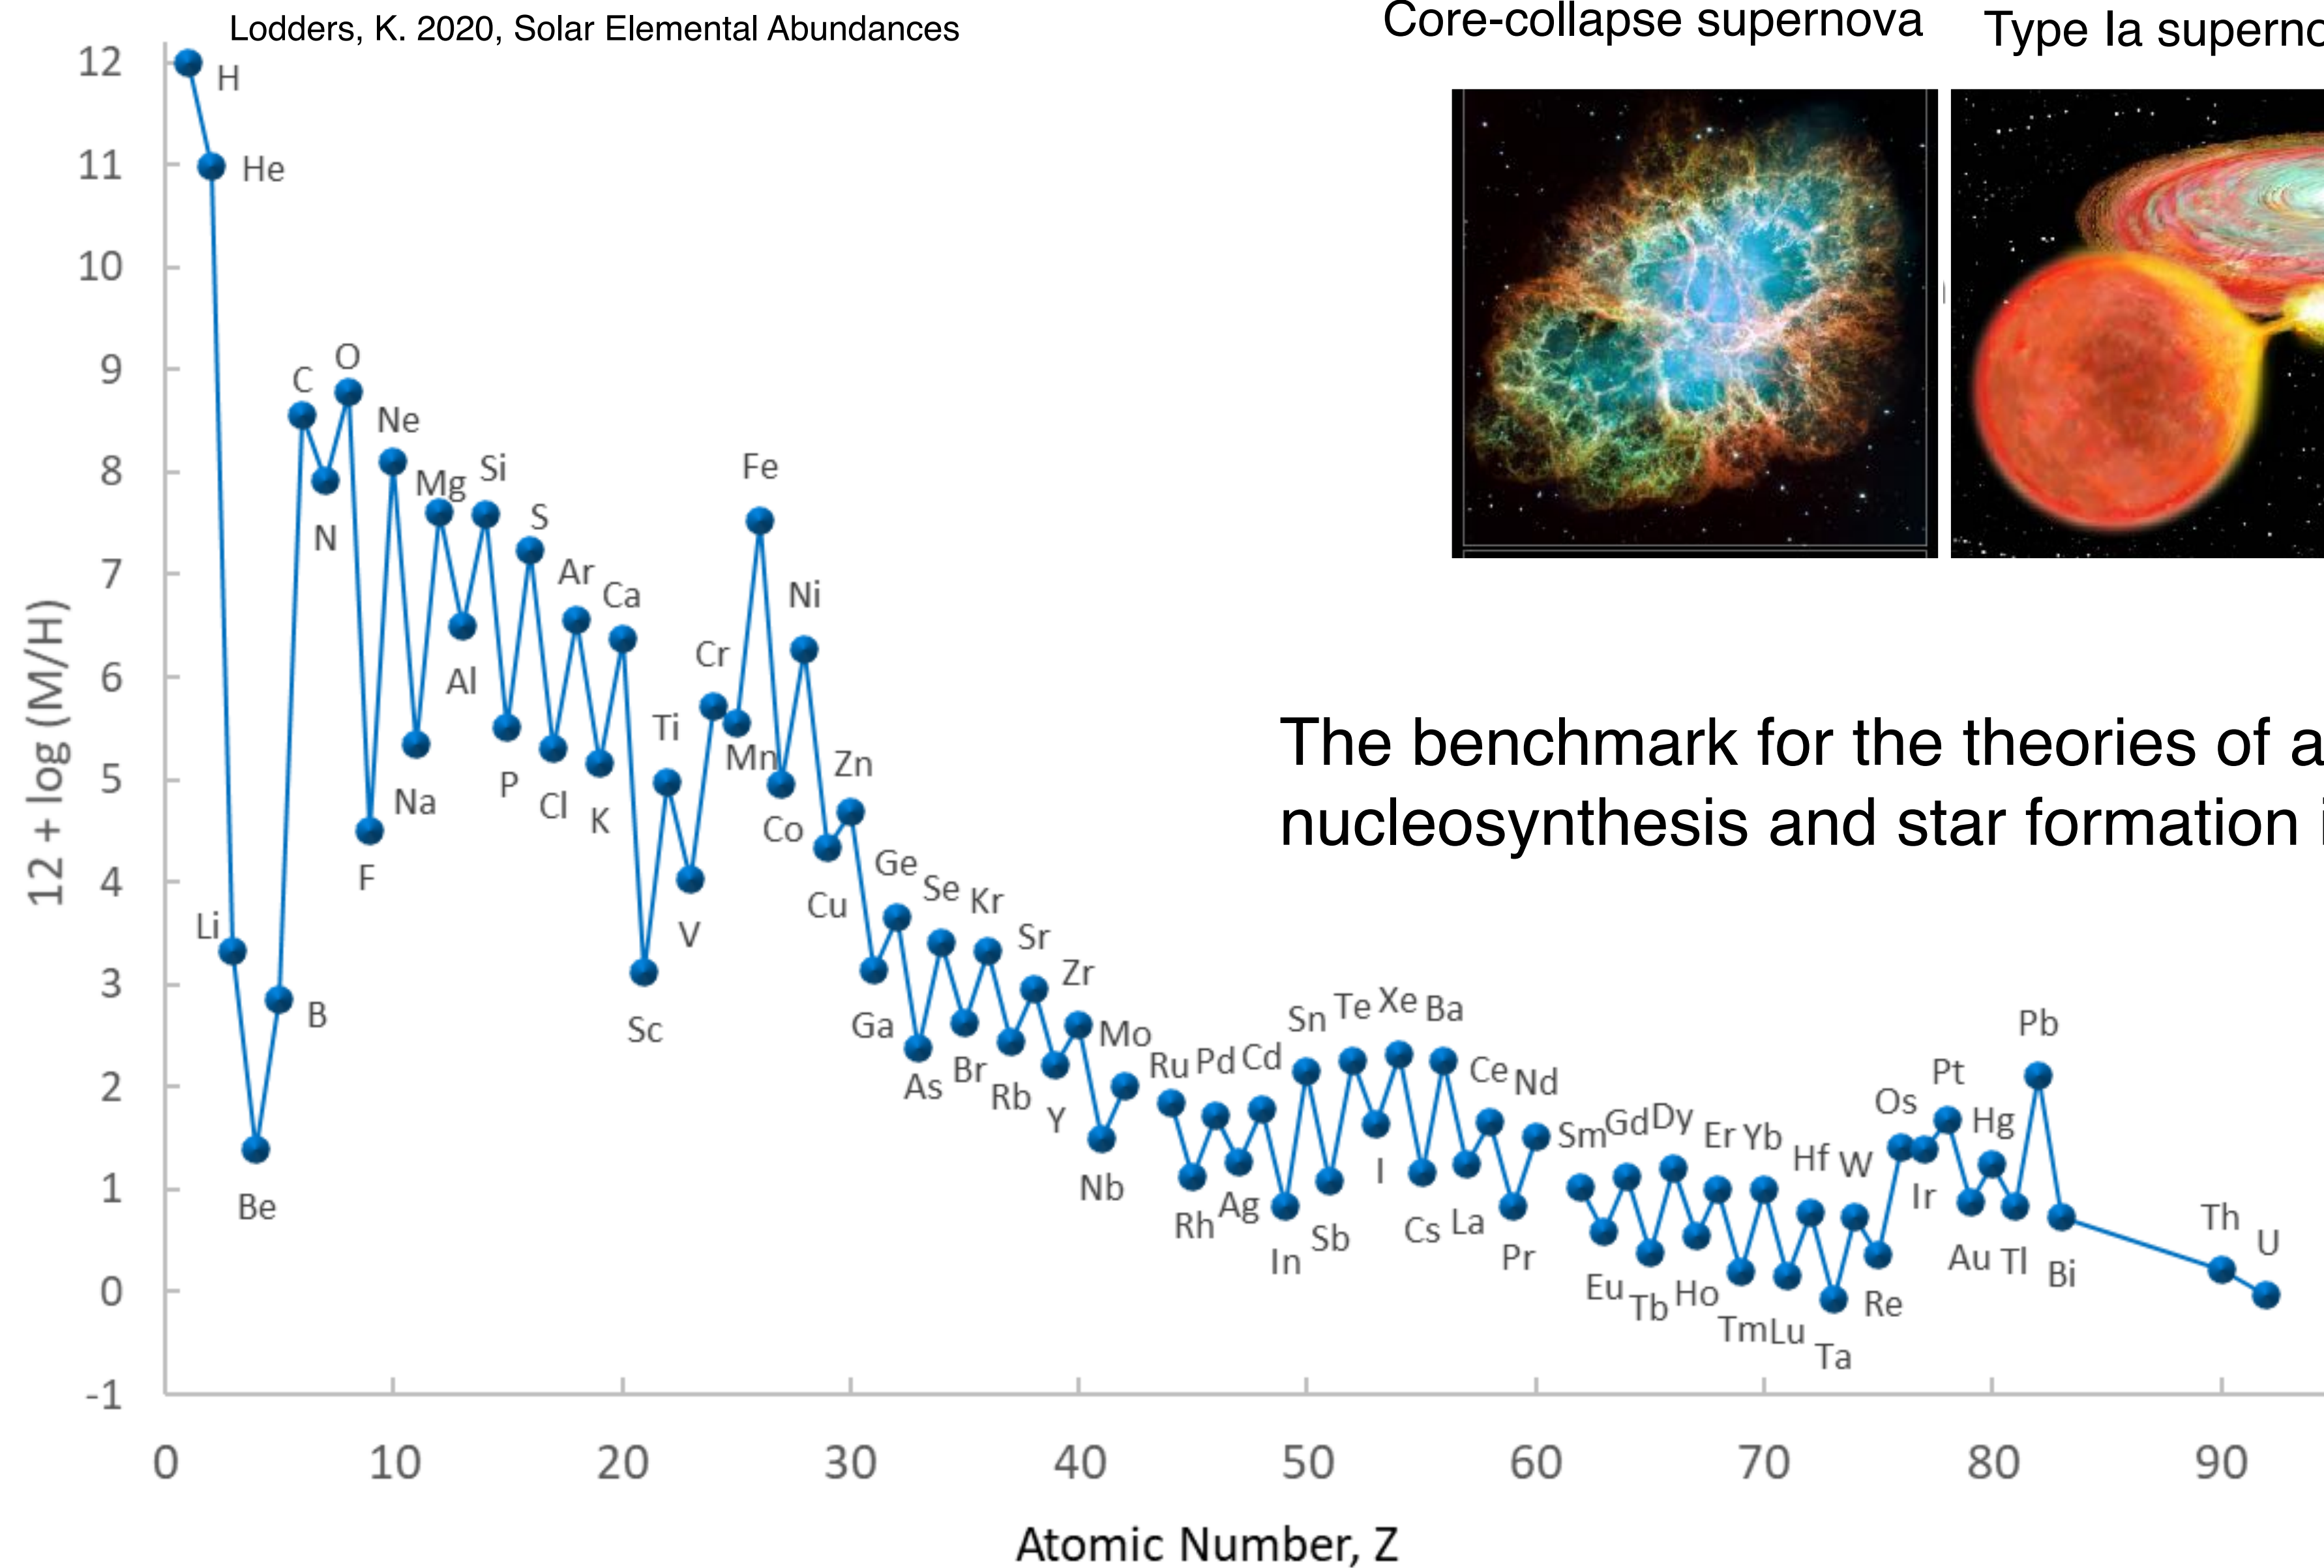 Lodders, K. 2020, Solar Elemental Abundances
Core-collapse supernova
Type Ia superno
12
11
10
9
8
7
6
5
4
3
2
1
0
-1
12 + log (M/H)
H
He
Li
Be
B
C
N
O
F
Ne
Na
Mg
Al
Si
P
S
Cl
Ar
K
Ca
Sc
Ti
V
Cr
Mn
Fe
Co
Ni
Cu
Zn
Ga
Ge
As
Se
Br
Kr
Rb
Sr
Y
Zr
Nb
Mo
Ru
Rh
Pd
Ag
Cd
In
Sn
Sb
Te
I
Xe
Cs
Ba
La
Ce
Pr
Nd
Sm
Eu
Gd
Tb
Dy
Ho
Er
Tm
Yb
Lu
Hf
Ta
W
Re
Os
Ir
Pt
Au
Hg
Tl
Pb
Bi
Th
U
The benchmark for the theories of a
nucleosynthesis and star formation i
0 10 20 30 40 50 60 70 80 90
Atomic Number, Z